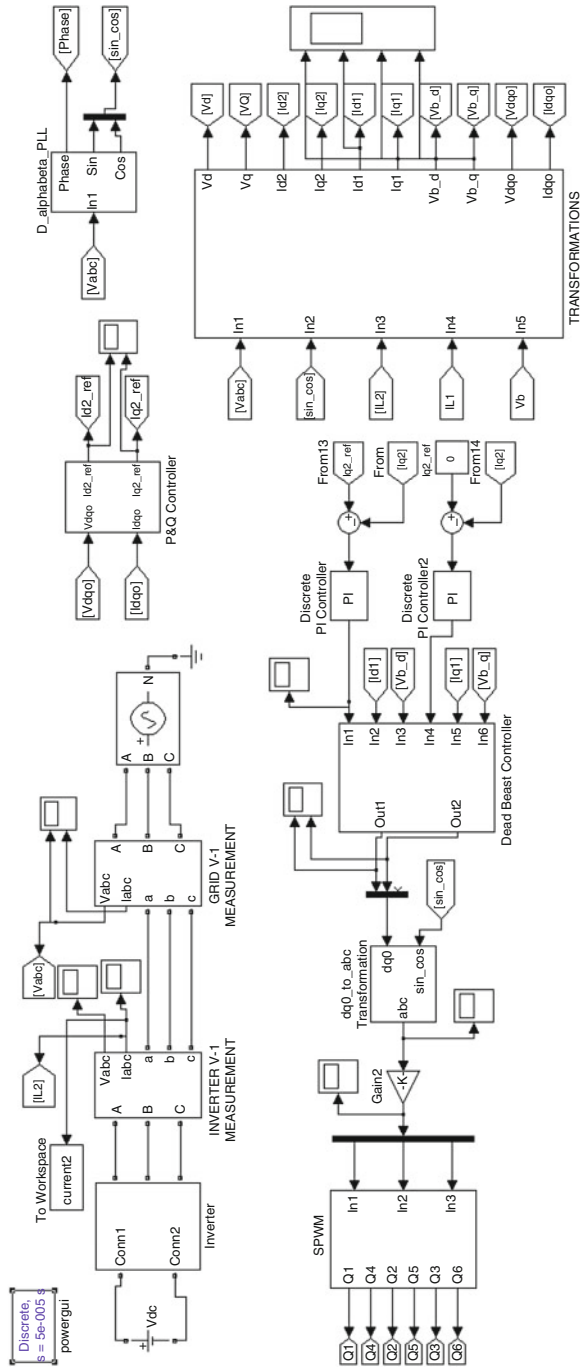 Discrete,
s = 5e-005 s
powergui
Vdc
+
Conn1
Conn2
Inverter
To Workspace
current2
[IL2]
Vabc
Iabc
A
B
C
a
b
c
INVERTER V-1
MEASUREMENT
[Vabc]
Vabc
Iabc
a
b
c
A
B
C
GRID V-1
MEASUREMENT
A
B
C
N
+
[Vdqo]
[Idqo]
Vdqo
Id2_ref
Idqo
Iq2_ref
P&Q Controller
Id2_ref
Iq2_ref
D_alphabeta_PLL
[Vabc]
In1
Phase
Sin
Cos
[Phase]
[sin_cos]
Q1
Q4
Q2
Q5
Q3
Q6
SPWM
Q1
Q4
Q2
Q5
Q3
Q6
In1
In2
In3
Gain2
-K-
dq0_to_abc
Transformation
abc
dq0
sin_cos
[sin_cos]
Out1
Out2
In1
In2
In3
In4
In5
In6
Dead Beast Controller
[Id1]
[Vb_d]
[Iq1]
[Vb_q]
Discrete
PI Controller
PI
Discrete
PI Controller2
PI
From13
Iq2_ref
From
[Iq2]
Iq2_ref
0
From14
[Iq2]
[Vabc]
[sin_cos]
[IL2]
IL1
Vb
In1
In2
In3
In4
In5
Vd
Vq
Id2
Iq2
Id1
Iq1
Vb_d
Vb_q
Vdqo
Idqo
[Vd]
[VQ]
[Id2]
[Iq2]
[Id1]
[Iq1]
[Vb_d]
[Vb_q]
[Vdqo]
[Idqo]
TRANSFORMATIONS